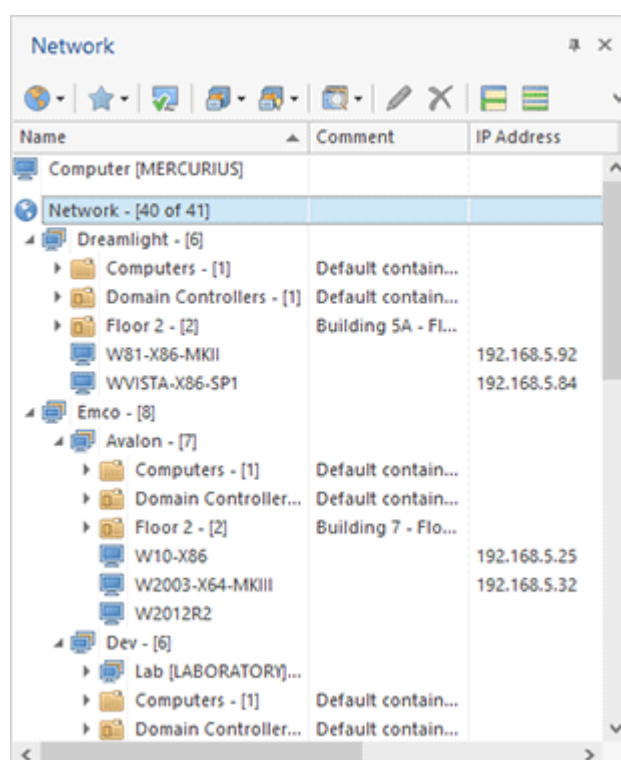 Network
Name Comment IP Address
Computer [MERCURIUS]
Network - [40 of 41]
Dreamlight - [6]
Computers - [1] Default contain...
Domain Controllers - [1] Default contain...
Floor 2 - [2] Building 5A - Fl...
W81-X86-MKII 192.168.5.92
WVISTA-X86-SP1 192.168.5.84
Emco - [8]
Avalon - [7]
Computers - [1] Default contain...
Domain Controller... Default contain...
Floor 2 - [2] Building 7 - Flo...
W10-X86 192.168.5.25
W2003-X64-MKIII 192.168.5.32
W2012R2
Dev - [6]
Lab [LABORATORY]...
Computers - [1] Default contain...
Domain Controller... Default contain...